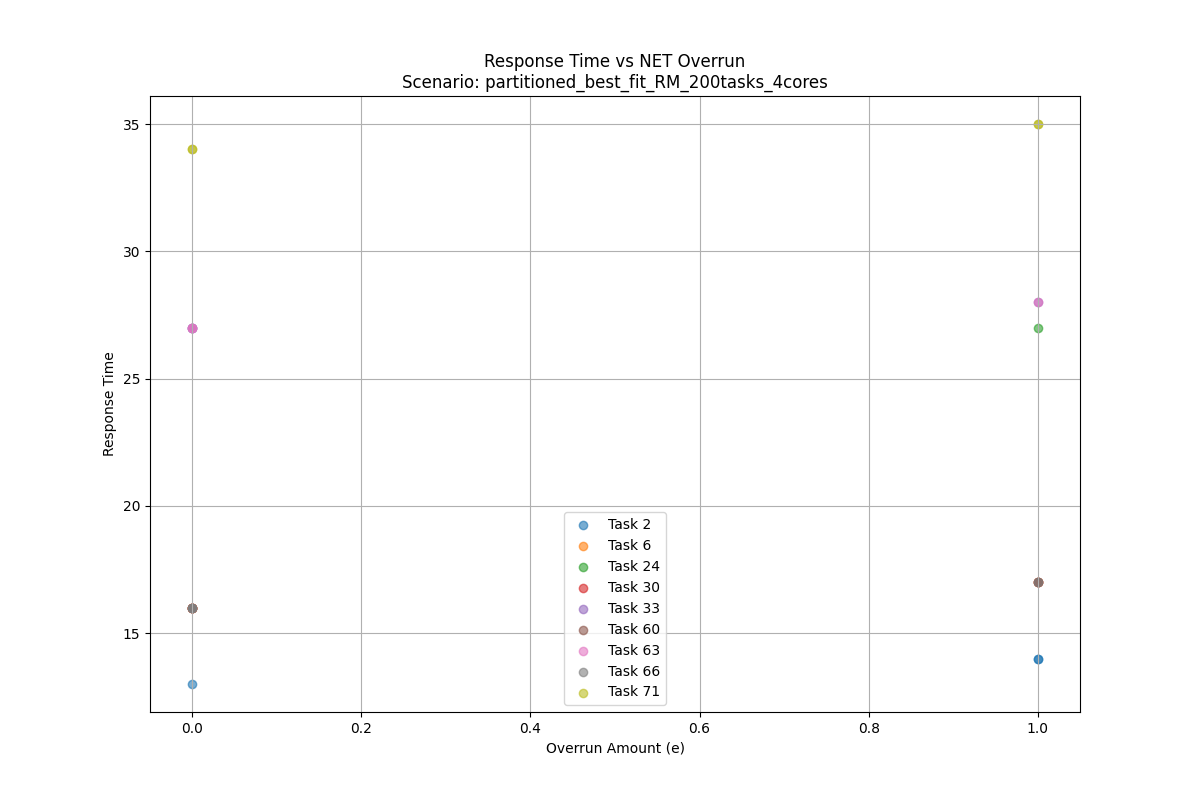 Response Time vs NET Overrun
Scenario: partitioned_best_fit_RM_200tasks_4cores
35
30
25
20
15
Response Time
Task 2
Task 6
Task 24
Task 30
Task 33
Task 60
Task 63
Task 66
Task 71
0.0
0.2
0.4
0.6
0.8
1.0
Overrun Amount (e)